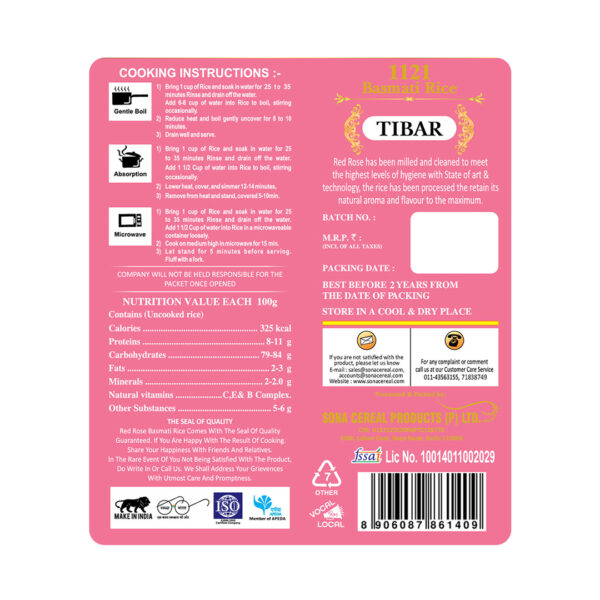 COOKING INSTRUCTIONS :-
Gentle Boil
1) Bring 1 cup of Rice and soak in water for 25 to 35
minutes Rinse and drain off the water.
Add 6-8 cup of water into Rice to boil, stirring
occasionally.
2) Reduce heat and boil gently uncover for 8 to 10
minutes.
3) Drain well and serve.
Absorption
1) Bring 1 cup of Rice and soak in water for 25
to 35 minutes Rinse and drain off the water.
Add 1 1/2 Cup of water into Rice to boil, stirring
occasionally.
2) Lower heat, cover, and simmer 12-14 minutes,
3) Remove from heat and stand, covered 5-10min.
Microwave
1) Bring 1 cup of Rice and soak in water for 25
to 35 minutes Rinse and drain off the water.
Add 1 1/2 Cup of water into Rice in a microwaveable
container loosely.
2) Cook on medium high in microwave for 15 min.
3) Let stand for 5 minutes before serving.
Fluff with a fork.
COMPANY WILL NOT BE HELD RESPONSIBLE FOR THE
PACKET ONCE OPENED
NUTRITION VALUE EACH 100g
Contains (Uncooked rice)
Calories ... 325 kcal
Proteins ... 8-11 g
Carbohydrates ... 79-84 g
Fats ... 2-3 g
Minerals ... 2-2.0 g
Natural vitamins ... C,E& B Complex.
Other Substances ... 5-6 g
THE SEAL OF QUALITY
Red Rose Basmati Rice Comes With The Seal Of Quality
Guaranteed. If You Are Happy With The Result Of Cooking.
Share Your Happiness With Friends And Relatives.
In The Rare Event Of You Not Being Satisfied With The Product,
Do Write In Or Call Us. We Shall Address Your Grievences
With Utmost Care And Promptness.
MAKE IN INDIA
ISO
Member of APEDA
1121
Basmati Rice
TIBAR
Red Rose has been milled and cleaned to meet
the highest levels of hygiene with State of art &
technology, the rice has been processed the retain its
natural aroma and flavour to the maximum.
BATCH NO. :
M.R.P. ₹ :
(INCL. OF ALL TAXES)
PACKING DATE :
BEST BEFORE 2 YEARS FROM
THE DATE OF PACKING
STORE IN A COOL & DRY PLACE
If you are not satisfied with the
product, please let us know
E-mail : sales@sonacereal.com,
accounts@sonacereal.com
Website : www.sonacereal.com
For any complaint or comment
call us at our Customer Care Service
011-43563155, 71838749
Processed & Packed by
SONA CEREAL PRODUCTS (P) LTD.
fssai Lic No. 10014011002029
7
OTHER
VOCAL
LOCAL
8 906087 861409